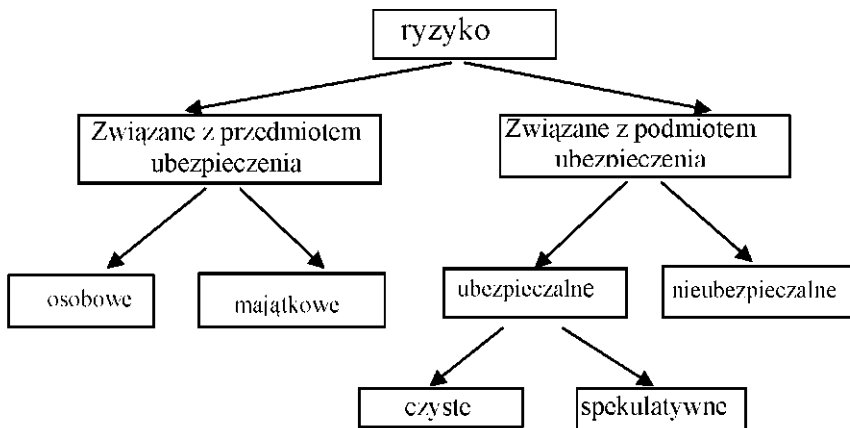 ryzyko
Związane z przedmiotem
ubezpieczenia
Związane z podmiotem
ubezpieczenia
osobowe
majątkowe
ubezpieczalne
nieubezpieczalne
czyste
spekulatywne